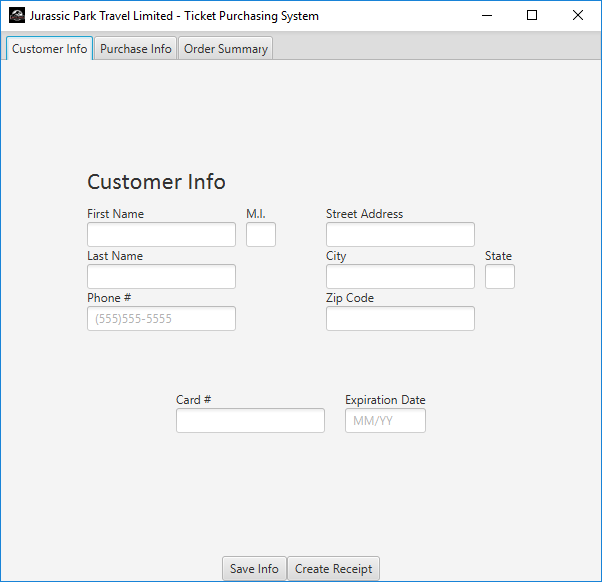 Jurassic Park Travel Limited - Ticket Purchasing System
Customer Info Purchase Info Order Summary
Customer Info
First Name M.I. Street Address
Last Name City State
Phone # Zip Code
(555)555-5555
Card # Expiration Date
MM/YY
Save Info Create Receipt